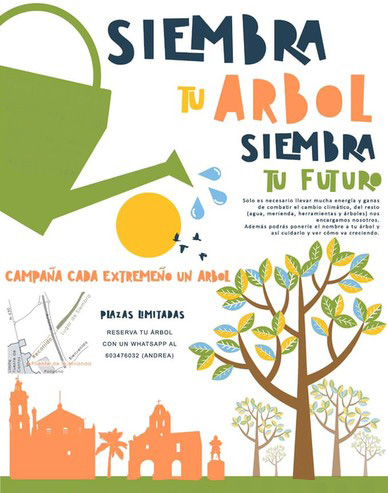 SIEMBRA
TU ARBOL
SIEMBRA
TU FUTURO
Solo es necesario llevar mucha energía y ganas
de combatir el cambio climático, del resto
(agua, merienda, herramientas y árboles) nos
encargamos nosotros.
Además podrás ponerle el nombre a tu árbol y
así cuidarlo y ver cómo va creciendo.
CAMPAÑA CADA EXTREMEÑO UN ARBOL
PLAZAS LIMITADAS
RESERVA TU ÁRBOL
CON UN WHATSAPP AL
603476032 (ANDREA)